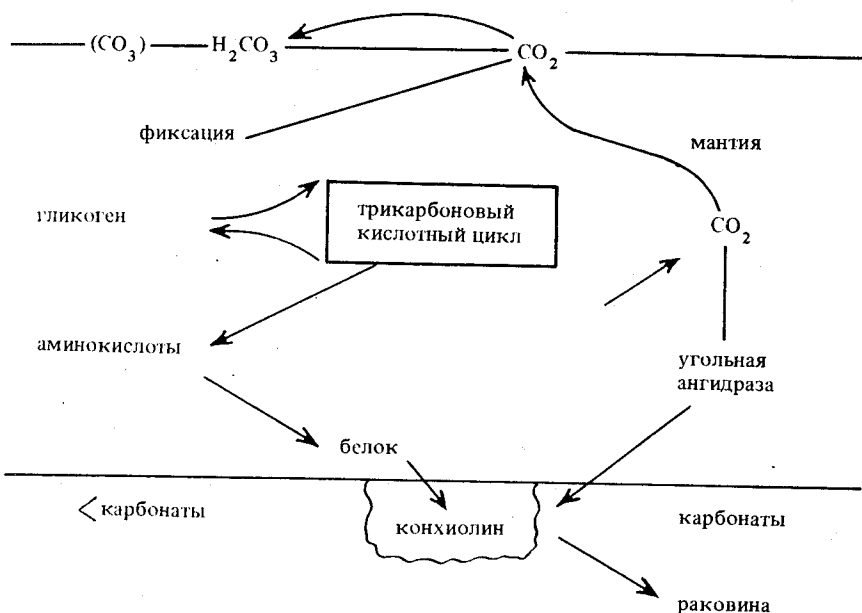 (CO₃) H₂CO₃ CO₂
фиксация
мантия
гликоген
трикарбоновый
кислотный цикл
CO₂
аминокислоты
угольная
ангидраза
белок
<карбонаты
конхиолин
карбонаты
раковина